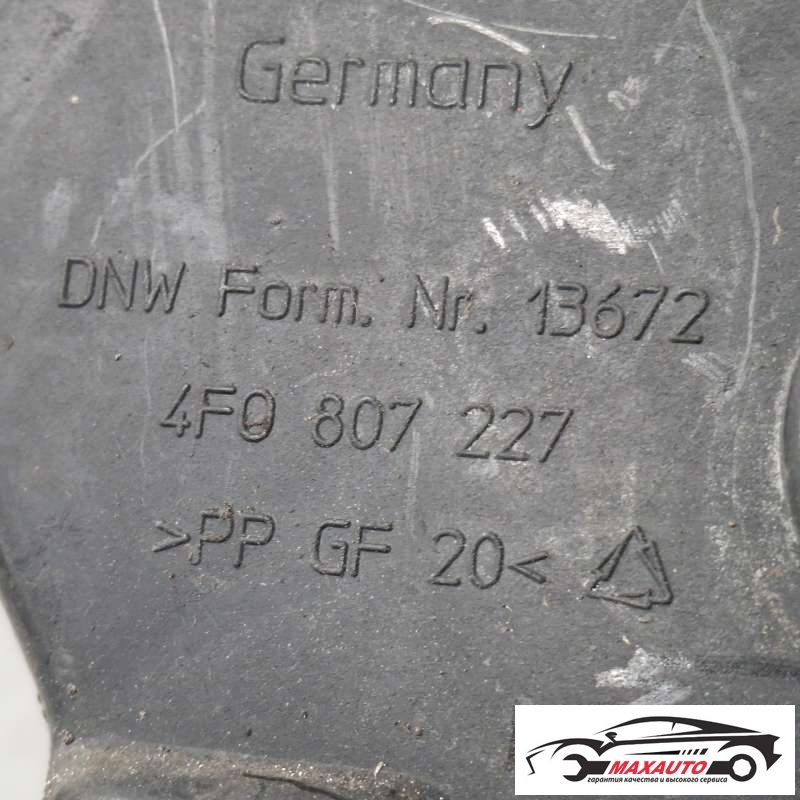 Germany
DNW Form. Nr. 13672
4F0 807 227
>PP GF 20<
MAXAUTO
гарантия качества и высокого сервиса